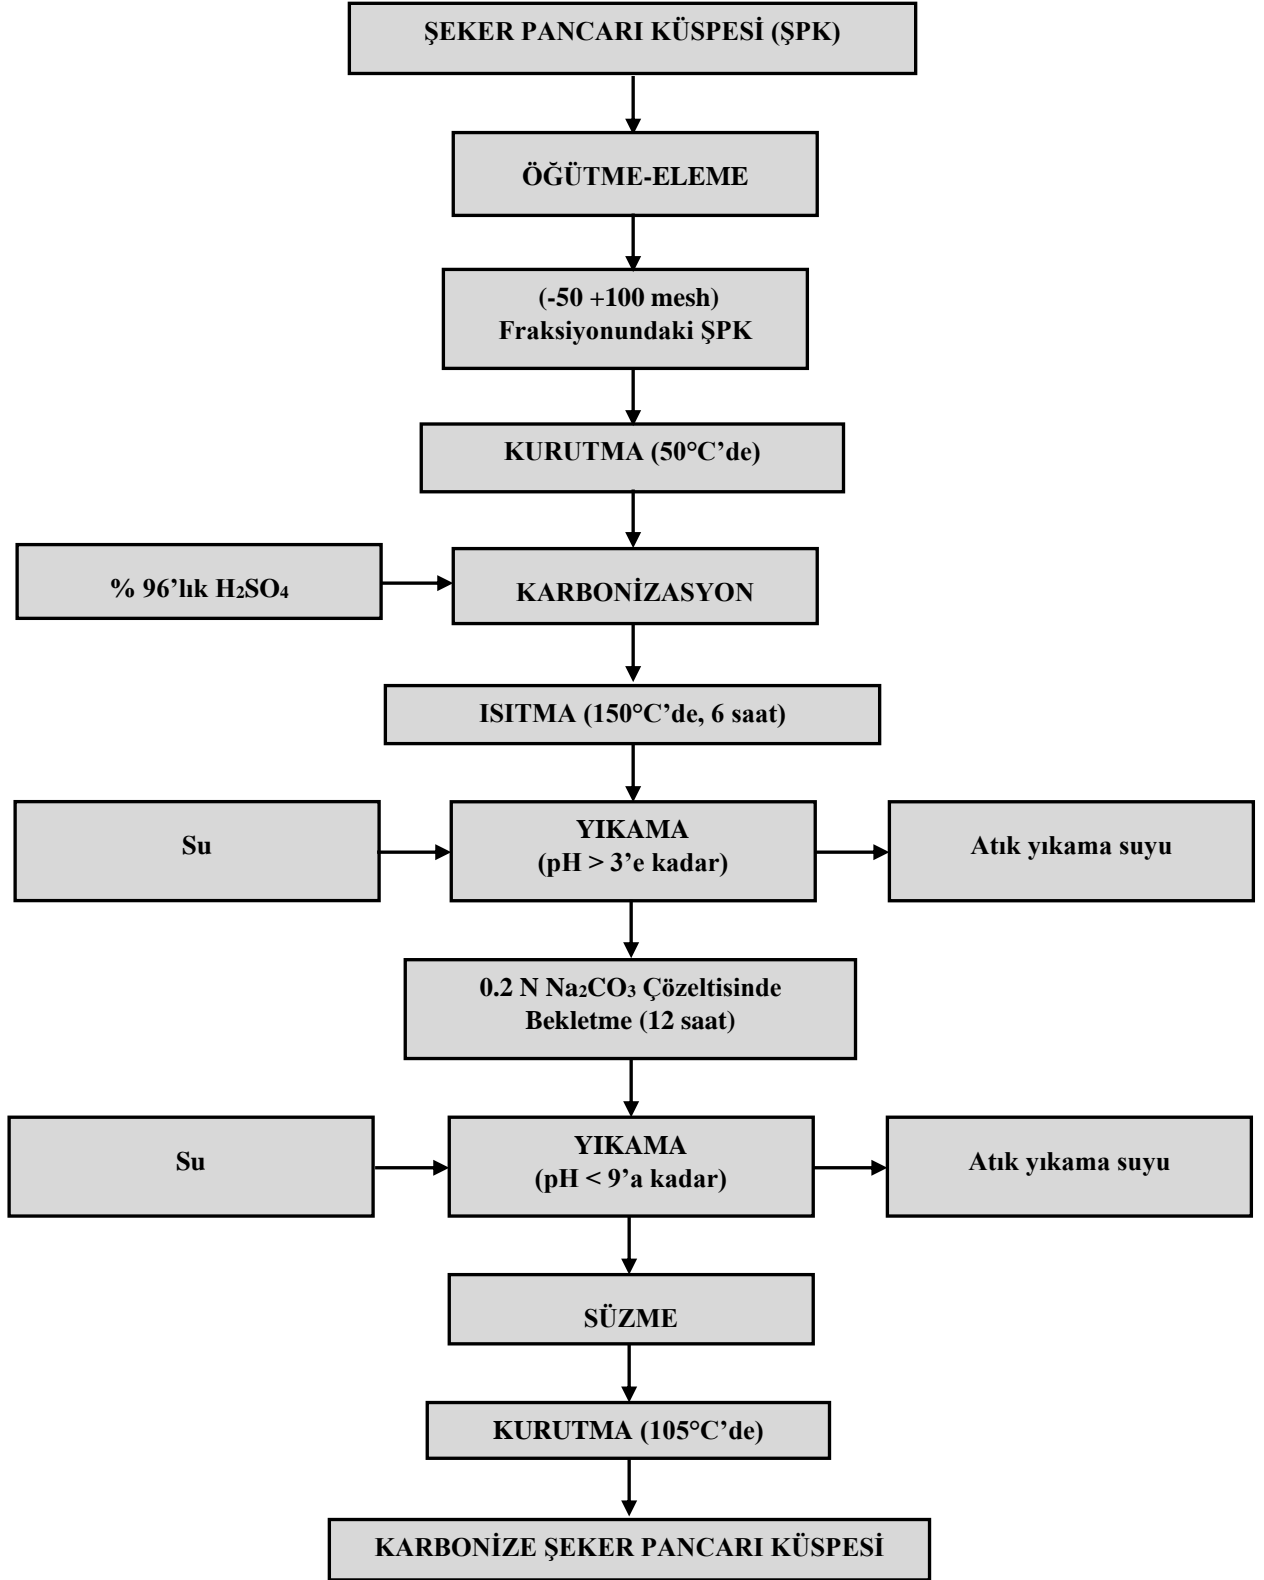 ŞEKER PANCARI KÜSPESİ (ŞPK)
ÖĞÜTME-ELEME
(-50 +100 mesh)
Fraksiyonundaki ŞPK
KURUTMA (50°C’de)
% 96’lık H₂SO₄
KARBONİZASYON
ISITMA (150°C’de, 6 saat)
Su
YIKAMA
(pH > 3’e kadar)
Atık yıkama suyu
0.2 N Na₂CO₃ Çözeltisinde
Bekletme (12 saat)
Su
YIKAMA
(pH < 9’a kadar)
Atık yıkama suyu
SÜZME
KURUTMA (105°C’de)
KARBONİZE ŞEKER PANCARI KÜSPESİ